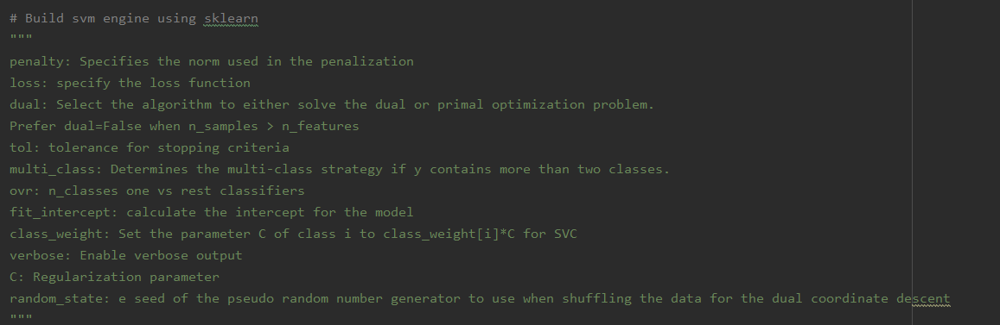 # Build svm engine using sklearn
"""
penalty: Specifies the norm used in the penalization
loss: specify the loss function
dual: Select the algorithm to either solve the dual or primal optimization problem.
Prefer dual=False when n_samples > n_features
tol: tolerance for stopping criteria
multi_class: Determines the multi-class strategy if y contains more than two classes.
ovr: n_classes one vs rest classifiers
fit_intercept: calculate the intercept for the model
class_weight: Set the parameter C of class i to class_weight[i]*C for SVC
verbose: Enable verbose output
C: Regularization parameter
random_state: e seed of the pseudo random number generator to use when shuffling the data for the dual coordinate descent
"""